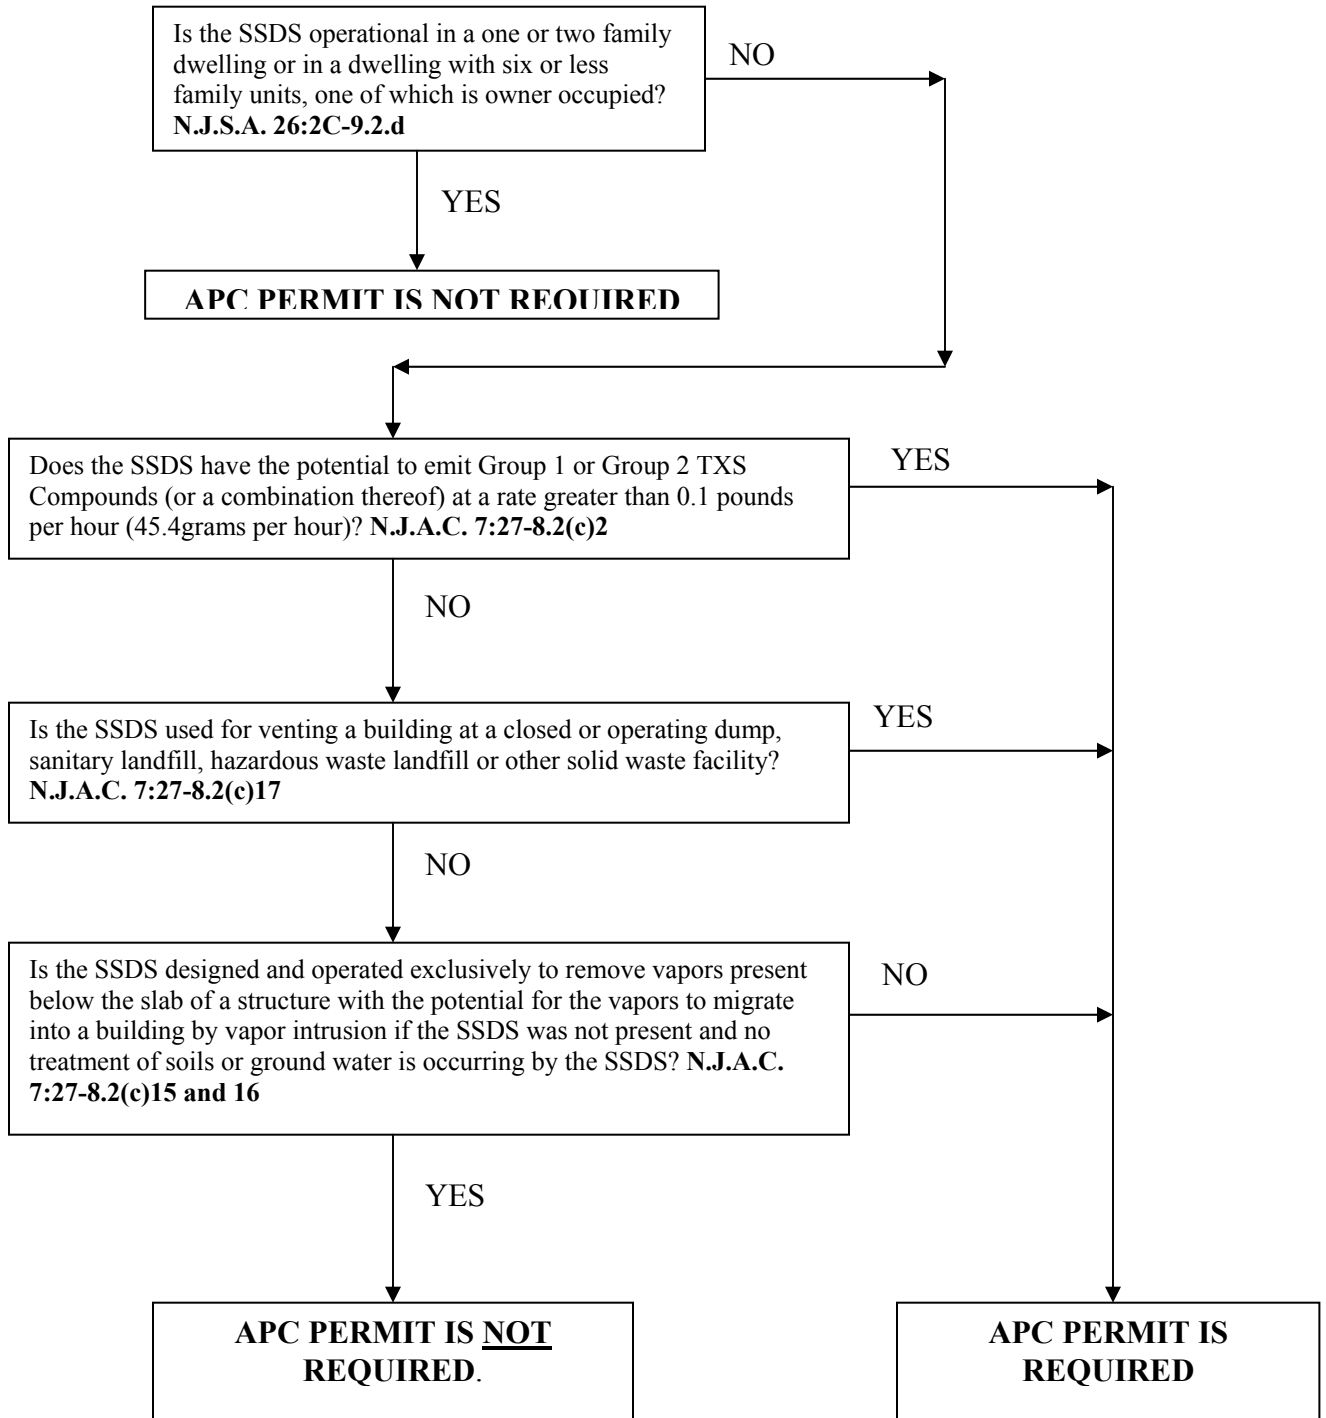 Is the SSDS operational in a one or two family
dwelling or in a dwelling with six or less
family units, one of which is owner occupied?
N.J.S.A. 26:2C-9.2.d
NO
YES
APC PERMIT IS NOT REQUIRED
Does the SSDS have the potential to emit Group 1 or Group 2 TXS
Compounds (or a combination thereof) at a rate greater than 0.1 pounds
per hour (45.4grams per hour)? N.J.A.C. 7:27-8.2(c)2
YES
NO
Is the SSDS used for venting a building at a closed or operating dump,
sanitary landfill, hazardous waste landfill or other solid waste facility?
N.J.A.C. 7:27-8.2(c)17
YES
NO
Is the SSDS designed and operated exclusively to remove vapors present
below the slab of a structure with the potential for the vapors to migrate
into a building by vapor intrusion if the SSDS was not present and no
treatment of soils or ground water is occurring by the SSDS? N.J.A.C.
7:27-8.2(c)15 and 16
NO
YES
APC PERMIT IS NOT
REQUIRED.
APC PERMIT IS
REQUIRED